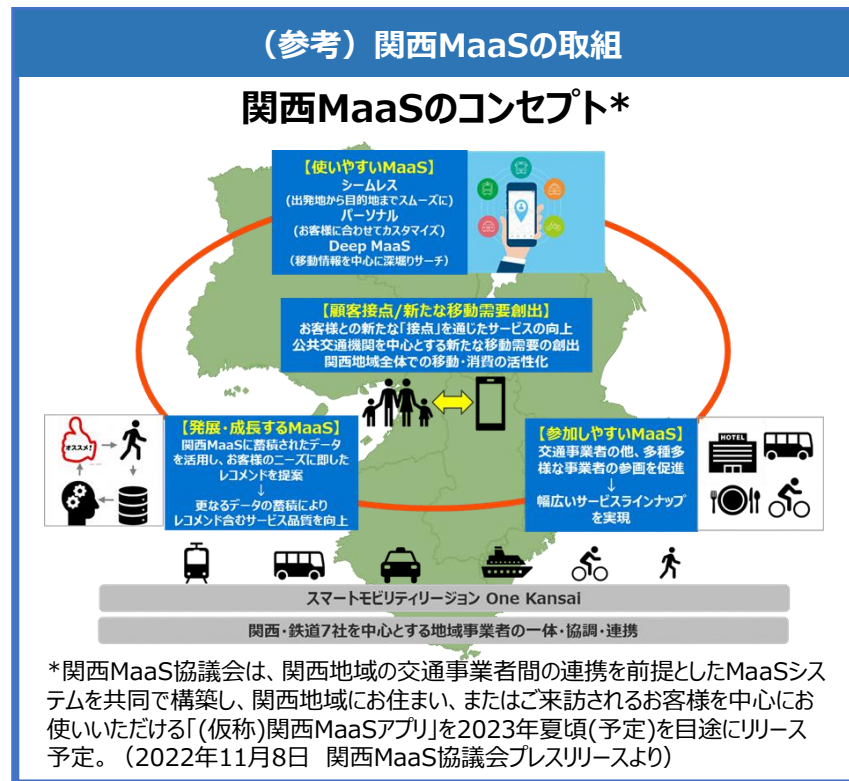 （参考）関西MaaSの取組
関西MaaSのコンセプト*
【使いやすいMaaS】
シームレス
(出発地から目的地までスムーズに)
パーソナル
(お客様に合わせてカスタマイズ)
Deep MaaS
（移動情報を中心に深堀りサーチ）
【顧客接点/新たな移動需要創出】
お客様との新たな「接点」を通じたサービスの向上
公共交通機関を中心とする新たな移動需要の創出
関西地域全体での移動・消費の活性化
オススメ！
【発展・成長するMaaS】
関西MaaSに蓄積されたデータ
を活用し、お客様のニーズに即した
レコメンドを提案
↓
更なるデータの蓄積により
レコメンド含むサービス品質を向上
【参加しやすいMaaS】
交通事業者の他、多種多
様な事業者の参画を促進
↓
幅広いサービスラインナップ
を実現
HOTEL
スマートモビリティリージョン One Kansai
関西・鉄道7社を中心とする地域事業者の一体・協調・連携
*関西MaaS協議会は、関西地域の交通事業者間の連携を前提としたMaaSシス
テムを共同で構築し、関西地域にお住まい、またはご来訪されるお客様を中心にお
使いいただける「(仮称)関西MaaSアプリ」を2023年夏頃(予定)を目途にリリース
予定。（2022年11月8日 関西MaaS協議会プレスリリースより）